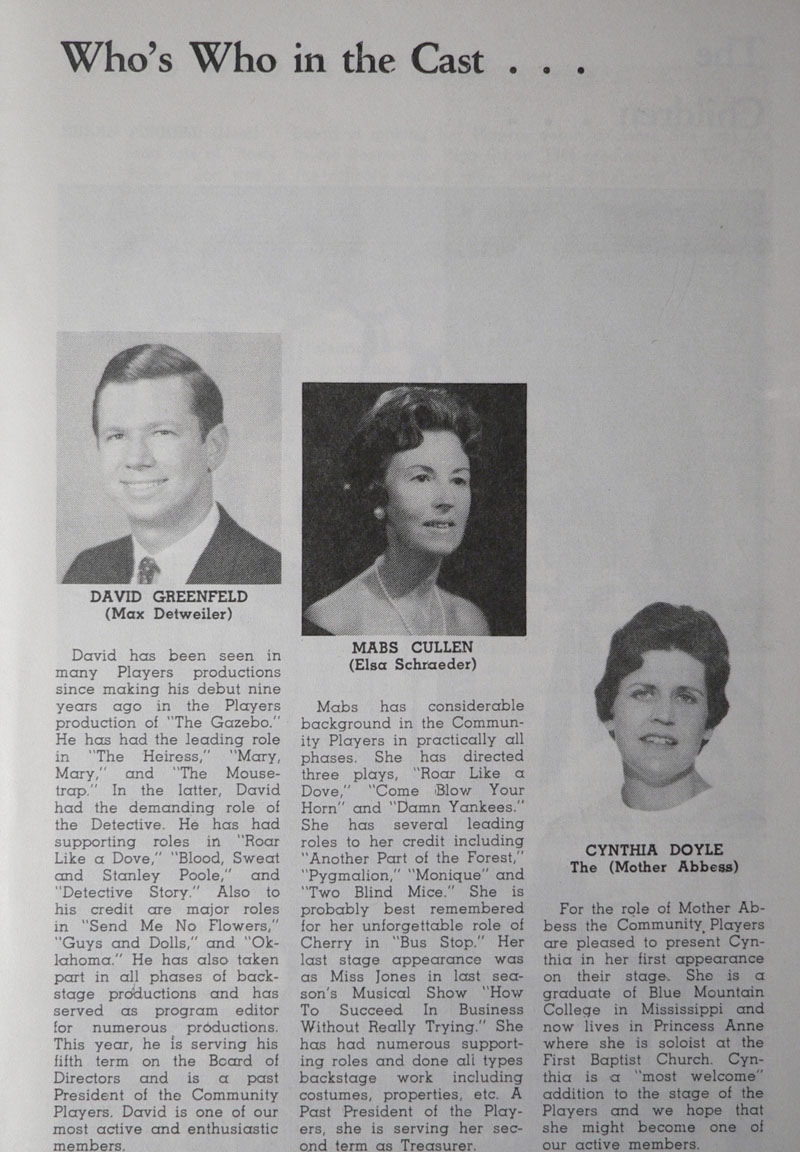 Who's Who in the Cast . . .
DAVID GREENFELD
(Max Detweiler)
David has been seen in
many Players productions
since making his debut nine
years ago in the Players
production of "The Gazebo."
He has had the leading role
in "The Heiress," "Mary,
Mary," and "The Mouse-
trap." In the latter, David
had the demanding role of
the Detective. He has had
supporting roles in "Roar
Like a Dove," "Blood, Sweat
and Stanley Poole," and
"Detective Story." Also to
his credit are major roles
in "Send Me No Flowers,"
"Guys and Dolls," and "Ok-
lahoma." He has also taken
part in all phases of back-
stage productions and has
served as program editor
for numerous productions.
This year, he is serving his
fifth term on the Board of
Directors and is a past
President of the Community
Players. David is one of our
most active and enthusiastic
members.
MABS CULLEN
(Elsa Schraeder)
Mabs has considerable
background in the Commun-
ity Players in practically all
phases. She has directed
three plays, "Roar Like a
Dove," "Come Blow Your
Horn" and "Damn Yankees."
She has several leading
roles to her credit including
"Another Part of the Forest,"
"Pygmalion," "Monique" and
"Two Blind Mice." She is
probably best remembered
for her unforgettable role of
Cherry in "Bus Stop." Her
last stage appearance was
as Miss Jones in last sea-
son's Musical Show "How
To Succeed In Business
Without Really Trying." She
has had numerous support-
ing roles and done all types
backstage work including
costumes, properties, etc. A
Past President of the Play-
ers, she is serving her sec-
ond term as Treasurer.
CYNTHIA DOYLE
The (Mother Abbess)
For the role of Mother Ab-
bess the Community Players
are pleased to present Cyn-
thia in her first appearance
on their stage. She is a
graduate of Blue Mountain
College in Mississippi and
now lives in Princess Anne
where she is soloist at the
First Baptist Church. Cyn-
thia is a "most welcome"
addition to the stage of the
Players and we hope that
she might become one of
our active members.